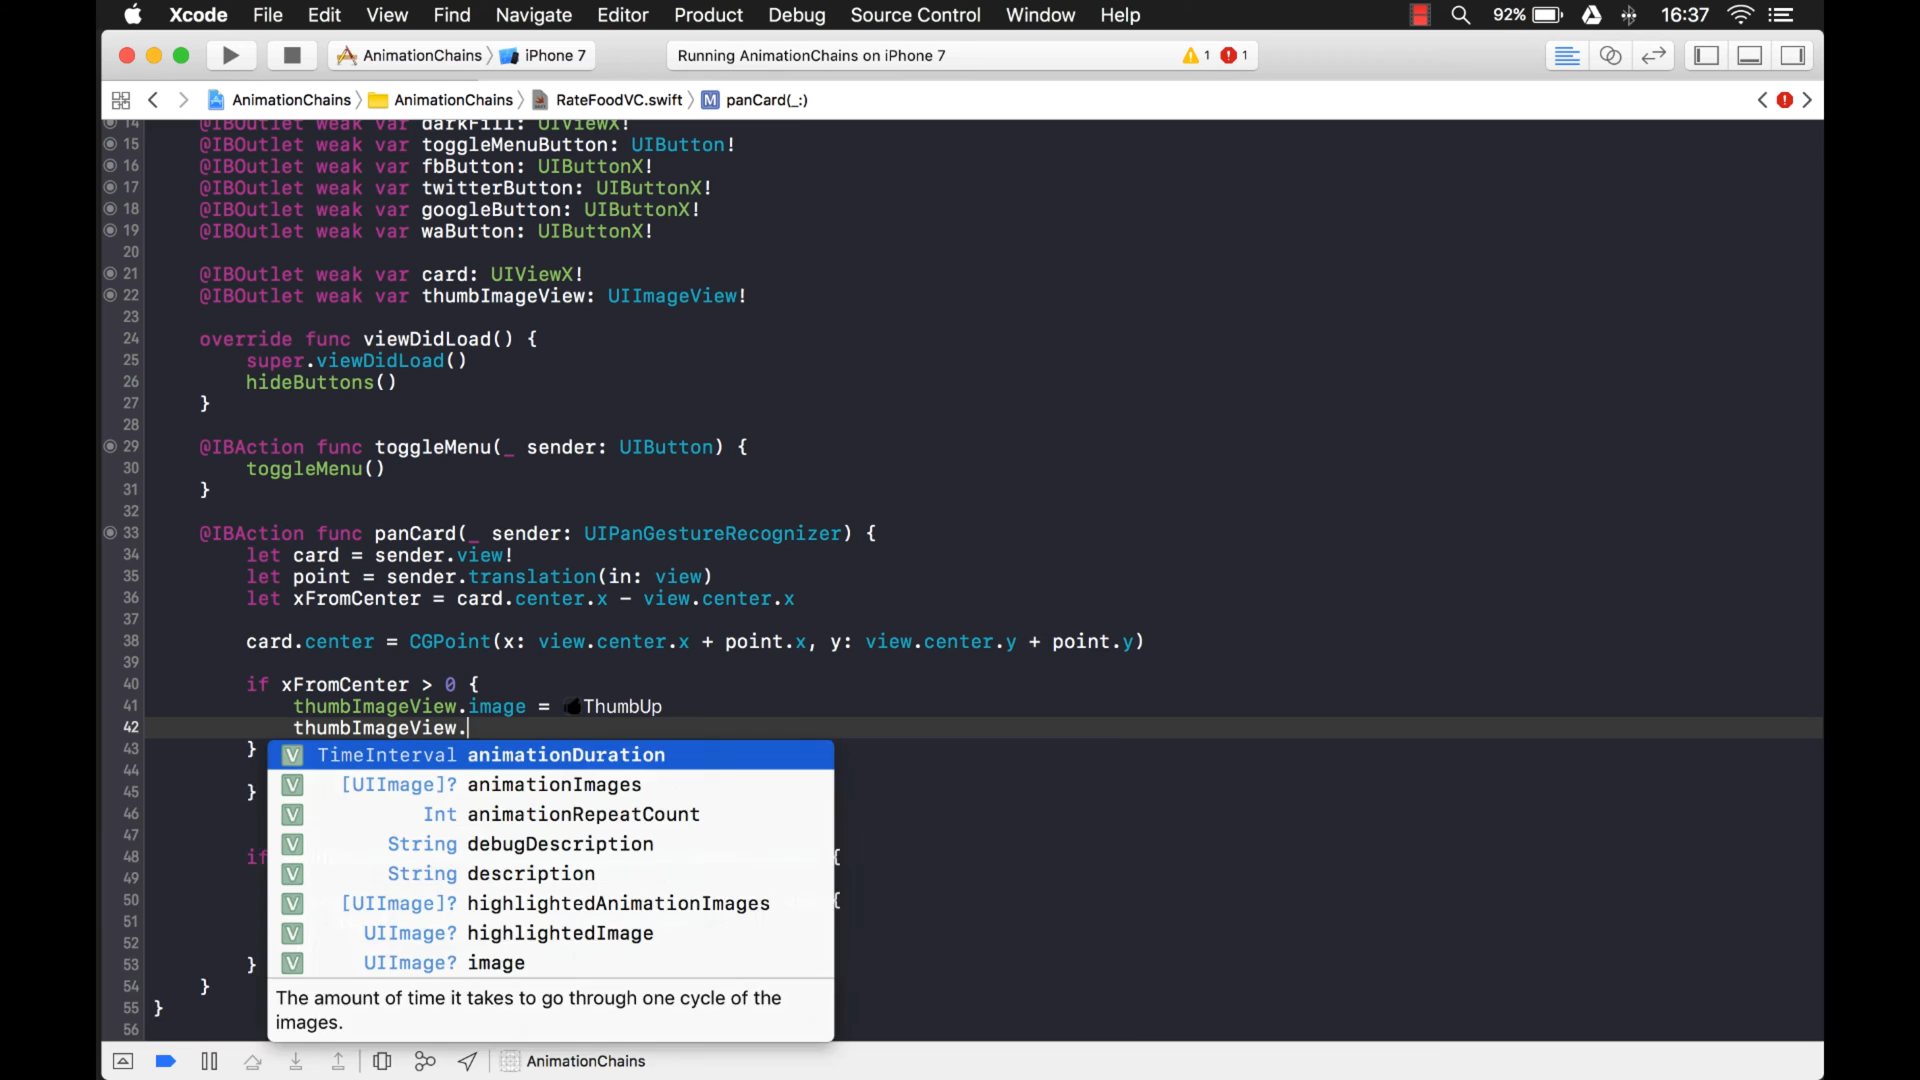 Xcode File Edit View Find Navigate Editor Product Debug Source Control Window Help 92% 16:37
AnimationChains iPhone 7 Running AnimationChains on iPhone 7 1 1
AnimationChains AnimationChains RateFoodVC.swift M panCard(_:)
14 @IBOutlet weak var darkFill: UIViewX!
15 @IBOutlet weak var toggleMenuButton: UIButton!
16 @IBOutlet weak var fbButton: UIButtonX!
17 @IBOutlet weak var twitterButton: UIButtonX!
18 @IBOutlet weak var googleButton: UIButtonX!
19 @IBOutlet weak var waButton: UIButtonX!
20
21 @IBOutlet weak var card: UIViewX!
22 @IBOutlet weak var thumbImageView: UIImageView!
23
24 override func viewDidLoad() {
25 super.viewDidLoad()
26 hideButtons()
27 }
28
29 @IBAction func toggleMenu(_ sender: UIButton) {
30 toggleMenu()
31 }
32
33 @IBAction func panCard(_ sender: UIPanGestureRecognizer) {
34 let card = sender.view!
35 let point = sender.translation(in: view)
36 let xFromCenter = card.center.x - view.center.x
37
38 card.center = CGPoint(x: view.center.x + point.x, y: view.center.y + point.y)
39
40 if xFromCenter > 0 {
41 thumbImageView.image = ThumbUp
42 thumbImageView.
43 }
44
45 }
46
47
48 if {
49
50 {
51
52
53 }
54 }
55 }
56
V TimeInterval animationDuration
V [UIImage]? animationImages
V Int animationRepeatCount
V String debugDescription
V String description
V [UIImage]? highlightedAnimationImages
V UIImage? highlightedImage
V UIImage? image
The amount of time it takes to go through one cycle of the
images.
AnimationChains